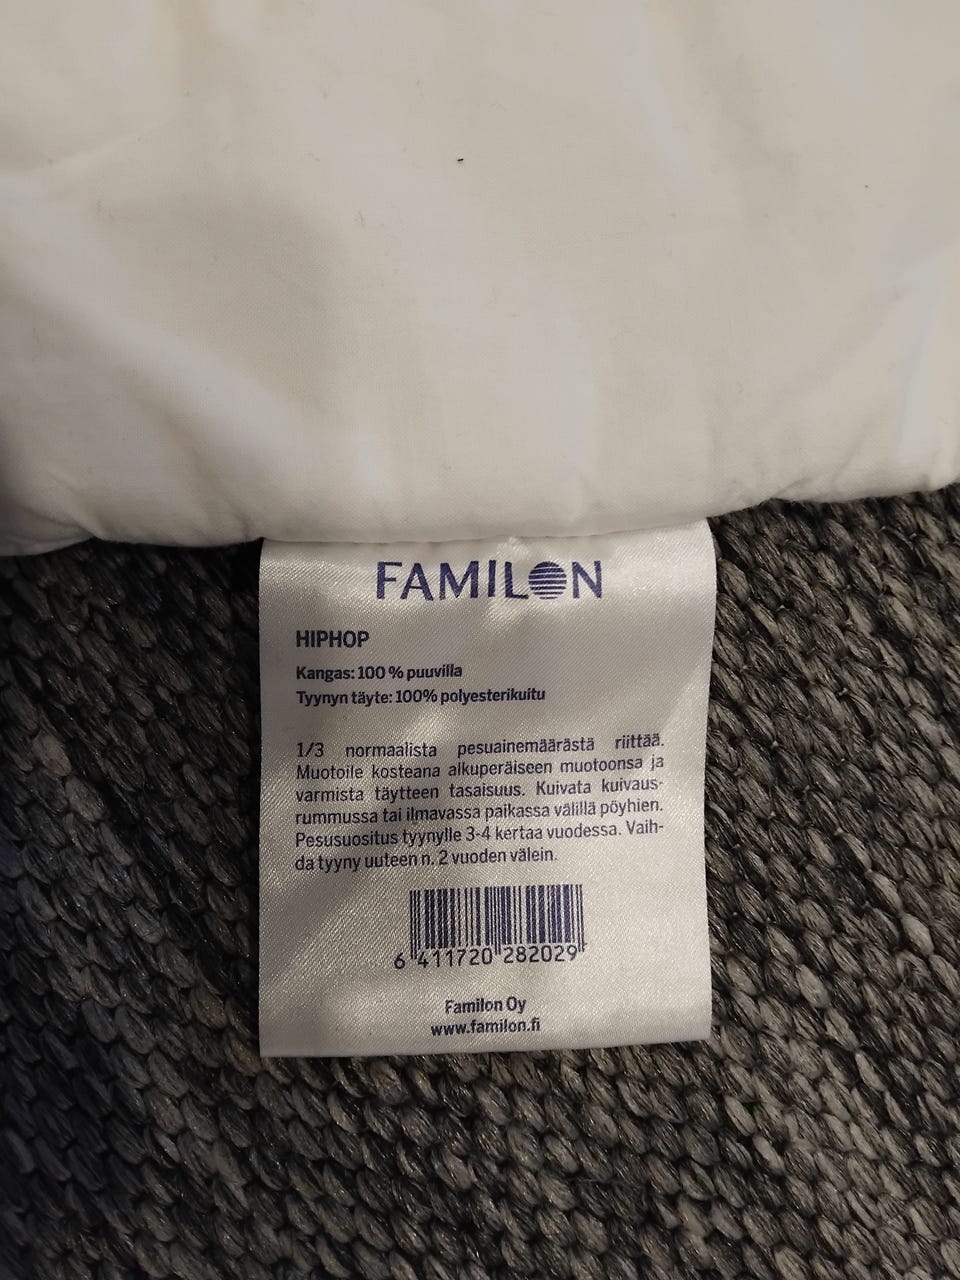 FAMILON
HIPHOP
Kangas: 100 % puuvilla
Tyynyn täyte: 100% polyesterikuitu
1/3 normaalista pesuainemäärästä riittää.
Muotoile kosteana alkuperäiseen muotoonsa ja
varmista täytteen tasaisuus. Kuivata kuivaus-
rummussa tai ilmavassa paikassa välillä pöyhien.
Pesusuositus tyynylle 3-4 kertaa vuodessa. Vaih-
da tyyny uuteen n. 2 vuoden välein.
6 411720 282029
Familon Oy
www.familon.fi